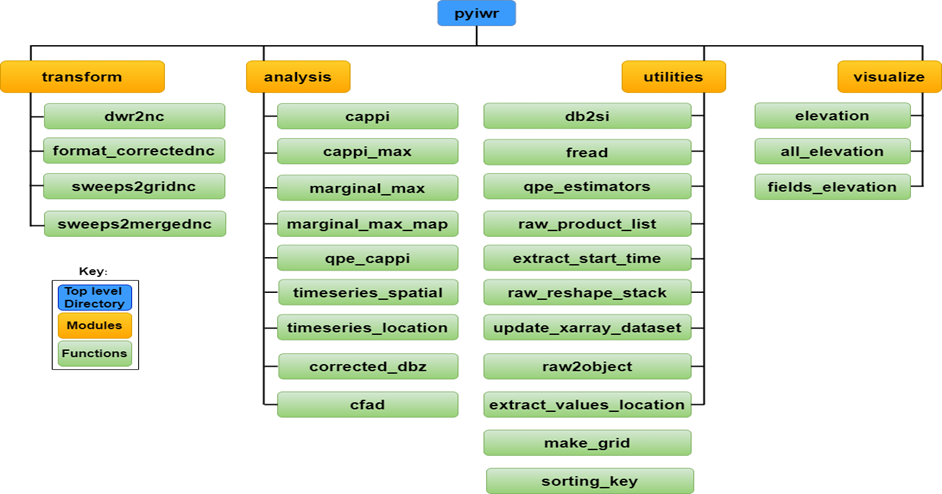 pyiwr
transform
analysis
utilities
visualize
dwr2nc
format_correctednc
sweeps2gridnc
sweeps2mergednc
cappi
cappi_max
marginal_max
marginal_max_map
qpe_cappi
timeseries_spatial
timeseries_location
corrected_dbz
cfad
db2si
fread
qpe_estimators
raw_product_list
extract_start_time
raw_reshape_stack
update_xarray_dataset
raw2object
extract_values_location
make_grid
sorting_key
elevation
all_elevation
fields_elevation
Key:
Top level
Directory
Modules
Functions